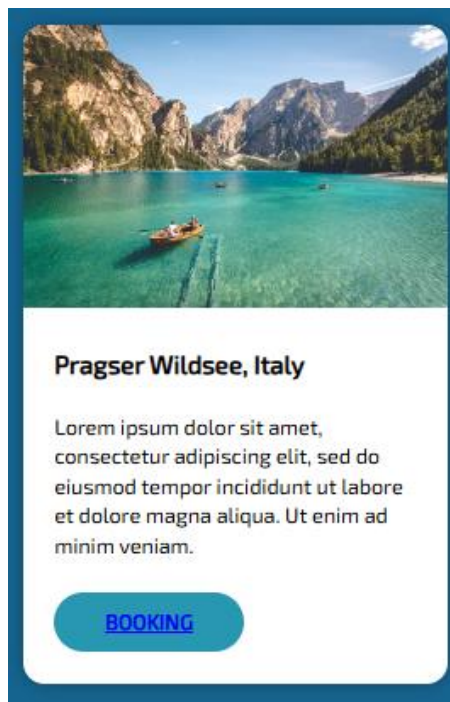 Pragser Wildsee, Italy
Lorem ipsum dolor sit amet,
consectetur adipiscing elit, sed do
eiusmod tempor incididunt ut labore
et dolore magna aliqua. Ut enim ad
minim veniam.
BOOKING